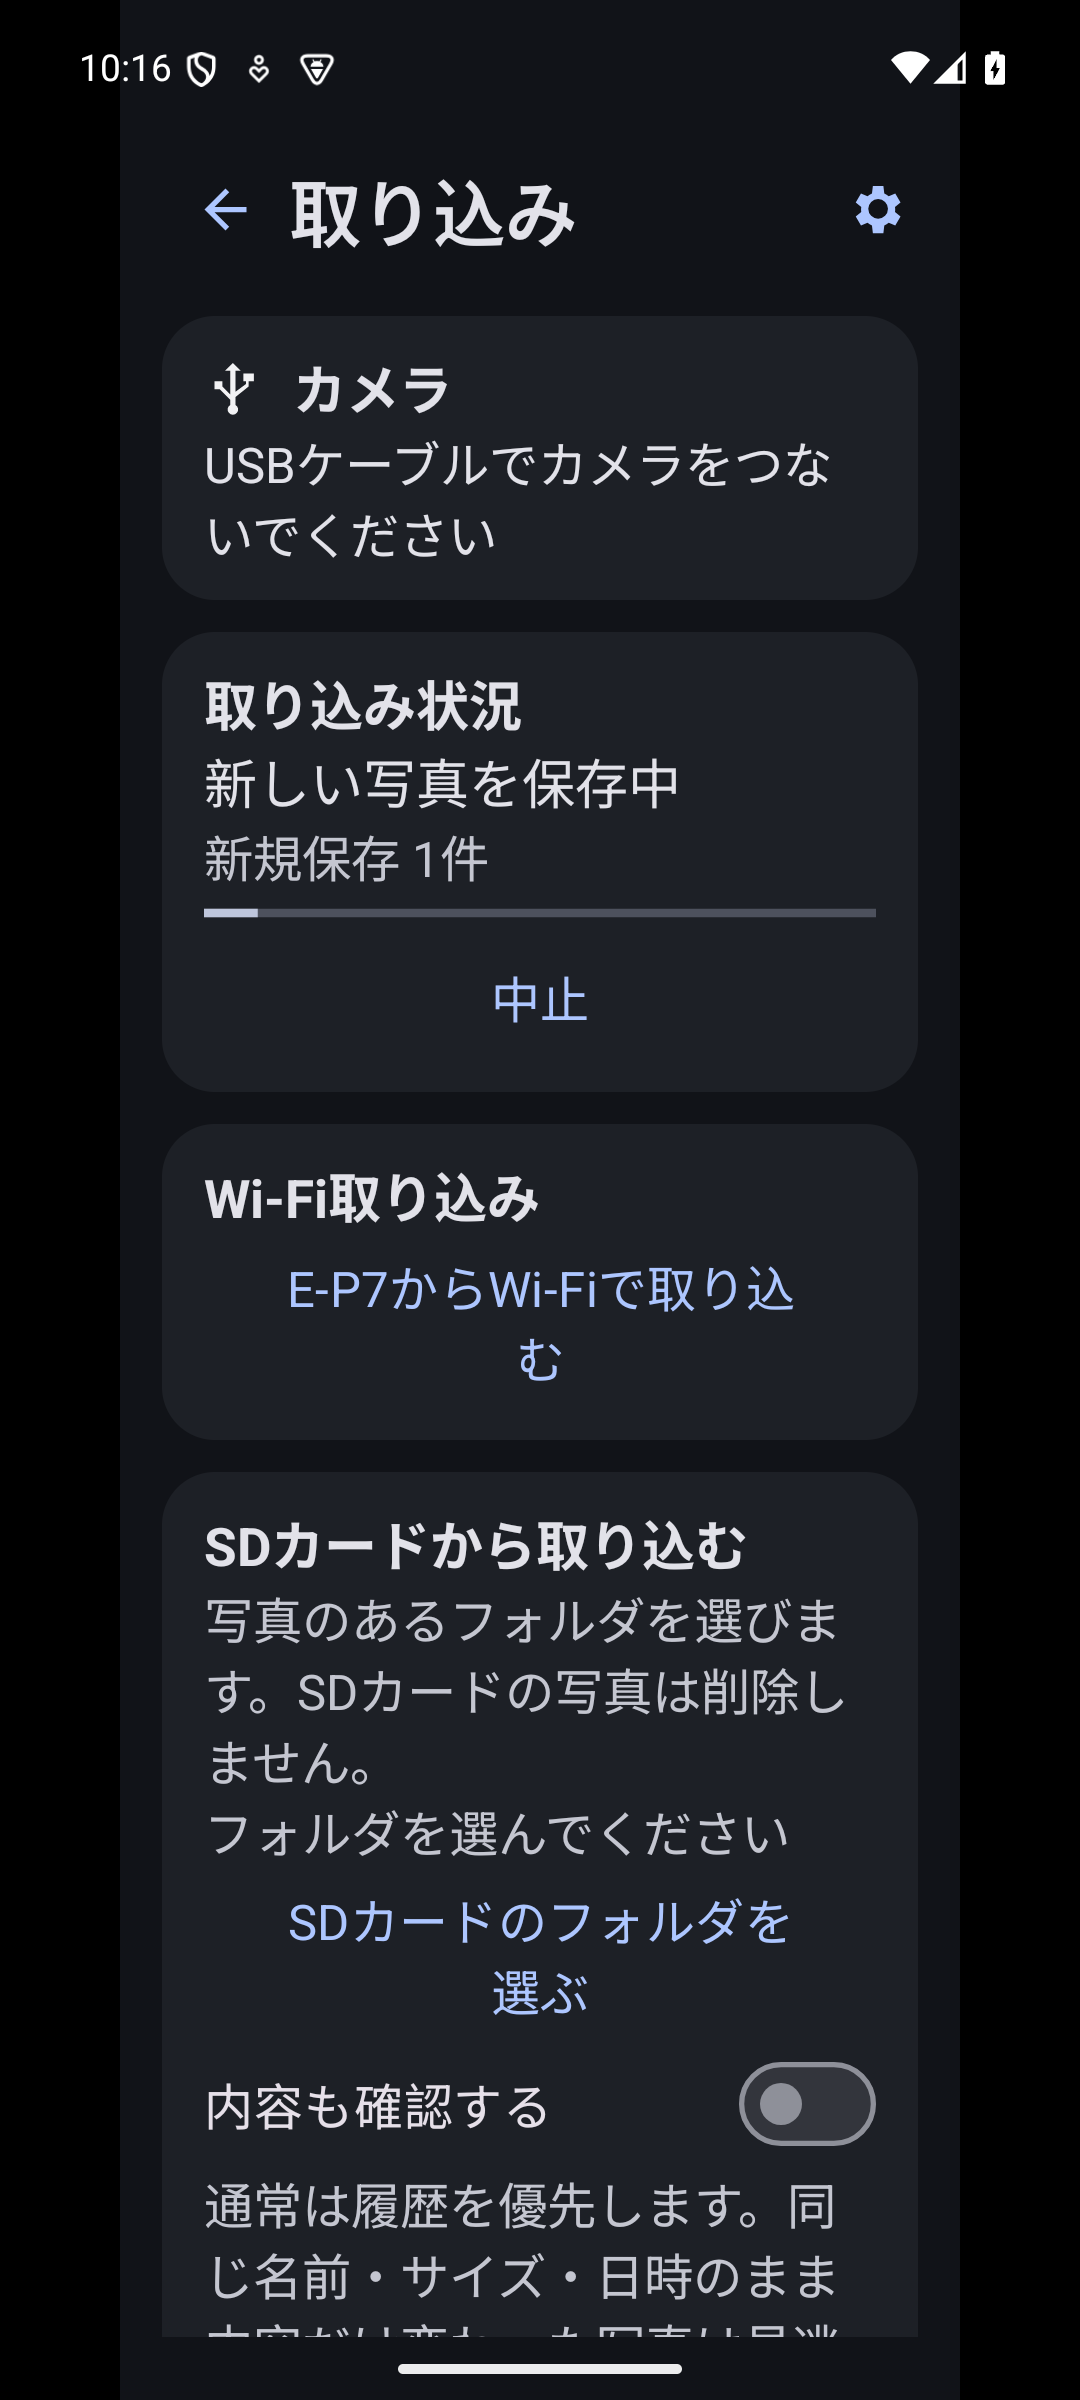 10:16
取り込み
カメラ
USBケーブルでカメラをつな
いでください
取り込み状況
新しい写真を保存中
新規保存 1件
中止
Wi-Fi取り込み
E-P7からWi-Fiで取り込
む
SDカードから取り込む
写真のあるフォルダを選びま
す。SDカードの写真は削除し
ません。
フォルダを選んでください
SDカードのフォルダを
選ぶ
内容も確認する
通常は履歴を優先します。同
じ名前・サイズ・日時のまま